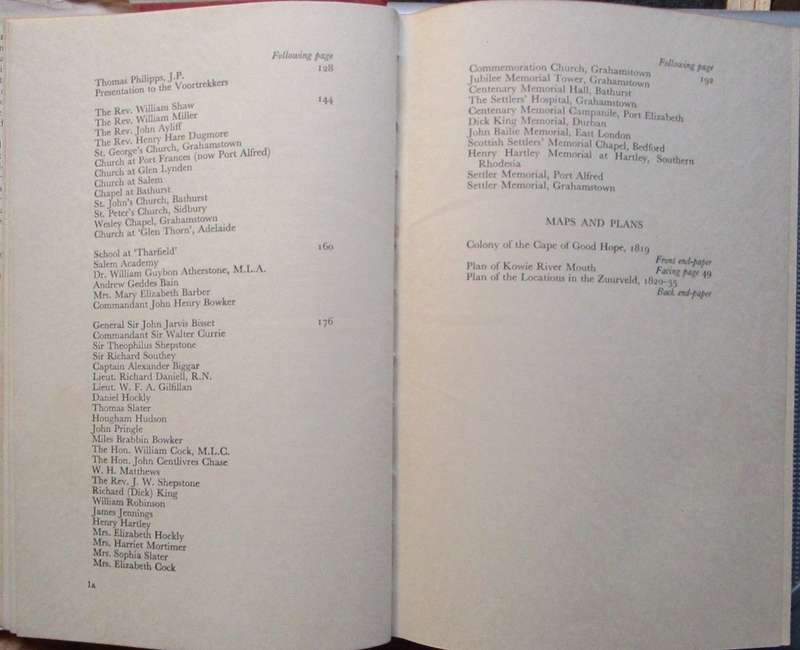 Following page
Thomas Philipps, J.P. 128
Presentation to the Voortrekkers
The Rev. William Shaw 144
The Rev. William Miller
The Rev. John Ayliff
The Rev. Henry Hare Dugmore
St. George's Church, Grahamstown
Church at Port Frances (now Port Alfred)
Church at Glen Lynden
Church at Salem
Chapel at Bathurst
St. John's Church, Bathurst
St. Peter's Church, Sidbury
Wesley Chapel, Grahamstown
Church at 'Glen Thorn', Adelaide
School at 'Tharfield' 160
Salem Academy
Dr. William Guybon Atherstone, M.L.A.
Andrew Geddes Bain
Mrs. Mary Elizabeth Barber
Commandant John Henry Bowker
General Sir John Jarvis Bisset 176
Commandant Sir Walter Currie
Sir Theophilus Shepstone
Sir Richard Southey
Captain Alexander Biggar
Lieut. Richard Daniell, R.N.
Lieut. W. F. A. Gilfillan
Daniel Hockly
Thomas Slater
Hougham Hudson
John Pringle
Miles Brabbin Bowker
The Hon. William Cock, M.L.C.
The Hon. John Centlivres Chase
W. H. Matthews
The Rev. J. W. Shepstone
Richard (Dick) King
William Robinson
James Jennings
Henry Hartley
Mrs. Elizabeth Hockly
Mrs. Harriet Mortimer
Mrs. Sophia Slater
Mrs. Elizabeth Cock
1A
Following page
Commemoration Church, Grahamstown 192
Jubilee Memorial Tower, Grahamstown
Centenary Memorial Hall, Bathurst
The Settlers' Hospital, Grahamstown
Centenary Memorial Campanile, Port Elizabeth
Dick King Memorial, Durban
John Bailie Memorial, East London
Scottish Settlers' Memorial Chapel, Bedford
Henry Hartley Memorial at Hartley, Southern
Rhodesia
Settler Memorial, Port Alfred
Settler Memorial, Grahamstown
MAPS AND PLANS
Colony of the Cape of Good Hope, 1819
Front end-paper
Plan of Kowie River Mouth Facing page 49
Plan of the Locations in the Zuurveld, 1820-35
Back end-paper